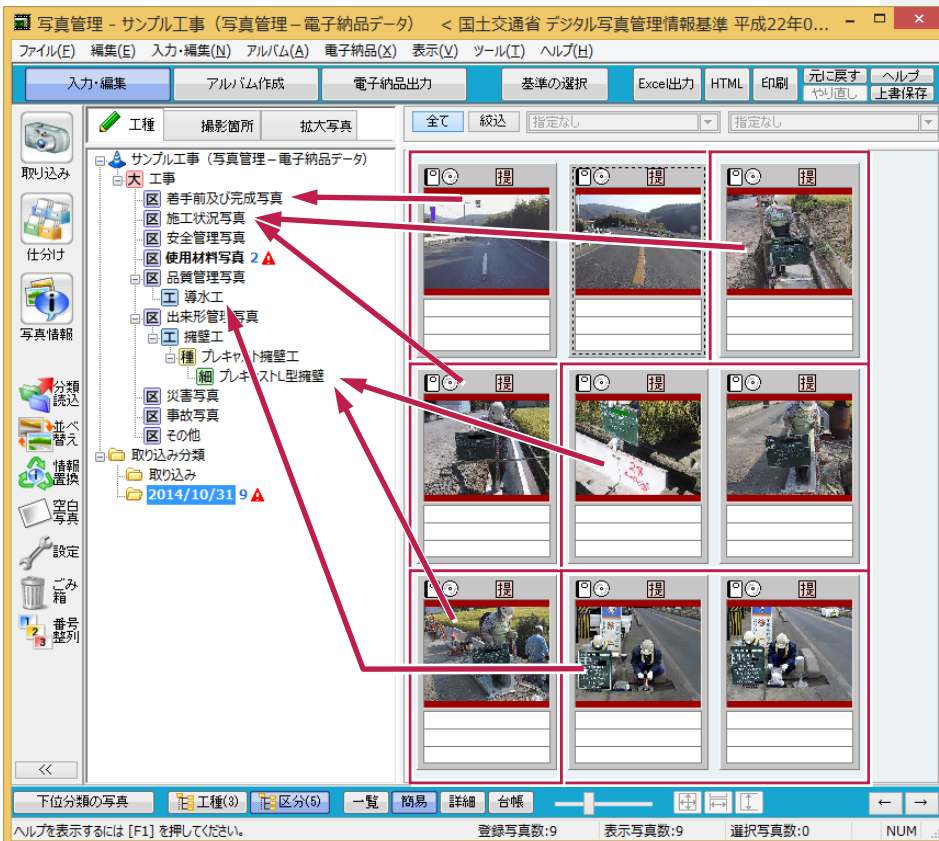 写真管理 - サンプル工事（写真管理－電子納品データ） < 国土交通省 デジタル写真管理情報基準 平成22年0...
ファイル(F) 編集(E) 入力・編集(N) アルバム(A) 電子納品(X) 表示(V) ツール(T) ヘルプ(H)
入力・編集 アルバム作成 電子納品出力 基準の選択 Excel出力 HTML 印刷 元に戻す やり直し ヘルプ 上書保存
取り込み
仕分け
写真情報
分類読込
並べ替え
情報置換
空白写真
設定
ごみ箱
番号整列
1 2 3
<<
工種 撮影箇所 拡大写真
サンプル工事（写真管理－電子納品データ）
大 工事
区 着手前及び完成写真
区 施工状況写真
区 安全管理写真
区 使用材料写真 2
区 品質管理写真
工 導水工
区 出来形管理写真
工 擁壁工
種 プレキャスト擁壁工
細 プレキャストL型擁壁
区 災害写真
区 事故写真
区 その他
取り込み分類
取り込み
2014/10/31 9
全て 絞込 指定なし 指定なし
提 提 提
提 提 提
提 提 提
下位分類の写真 工種(3) 区分(5) 一覧 簡易 詳細 台帳 ← →
ヘルプを表示するには [F1] を押してください。 登録写真数:9 表示写真数:9 選択写真数:0 NUM